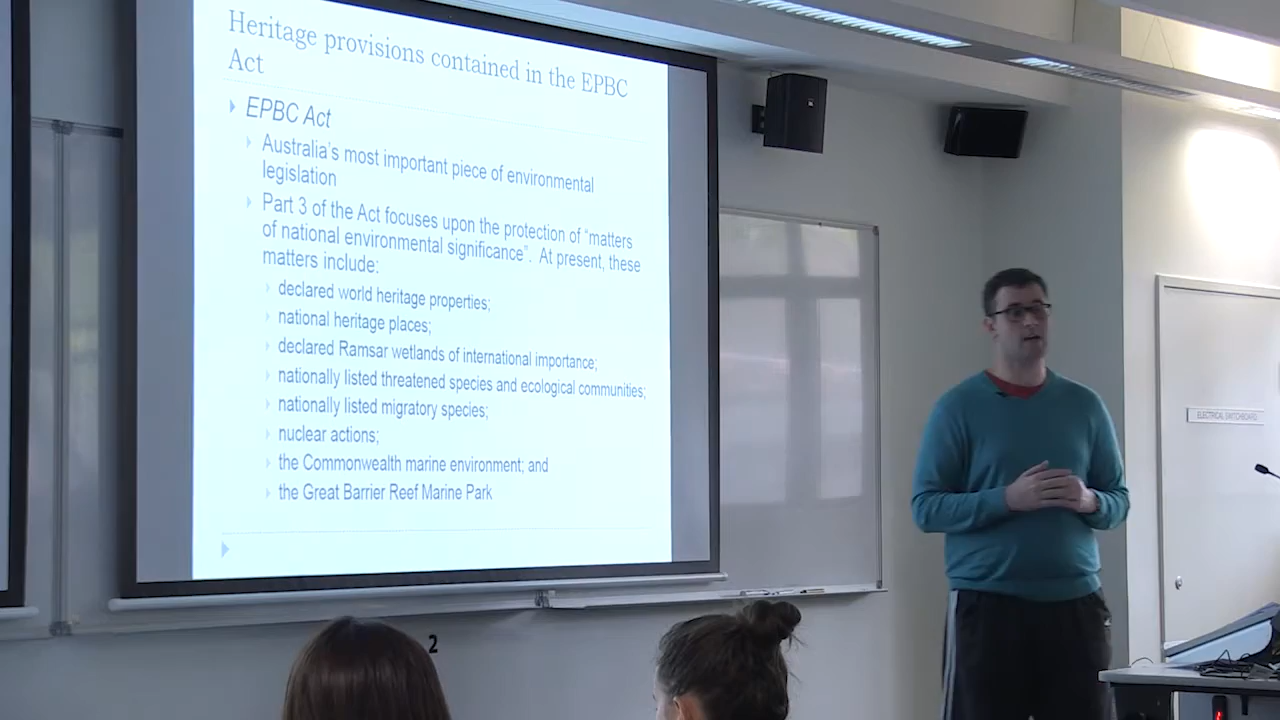 Heritage provisions contained in the EPBC
Act
EPBC Act
Australia's most important piece of environmental
legislation
Part 3 of the Act focuses upon the protection of "matters
of national environmental significance". At present, these
matters include:
declared world heritage properties;
national heritage places;
declared Ramsar wetlands of international importance;
nationally listed threatened species and ecological communities;
nationally listed migratory species;
nuclear actions;
the Commonwealth marine environment; and
the Great Barrier Reef Marine Park
ELECTRICAL SWITCHBOARD
2